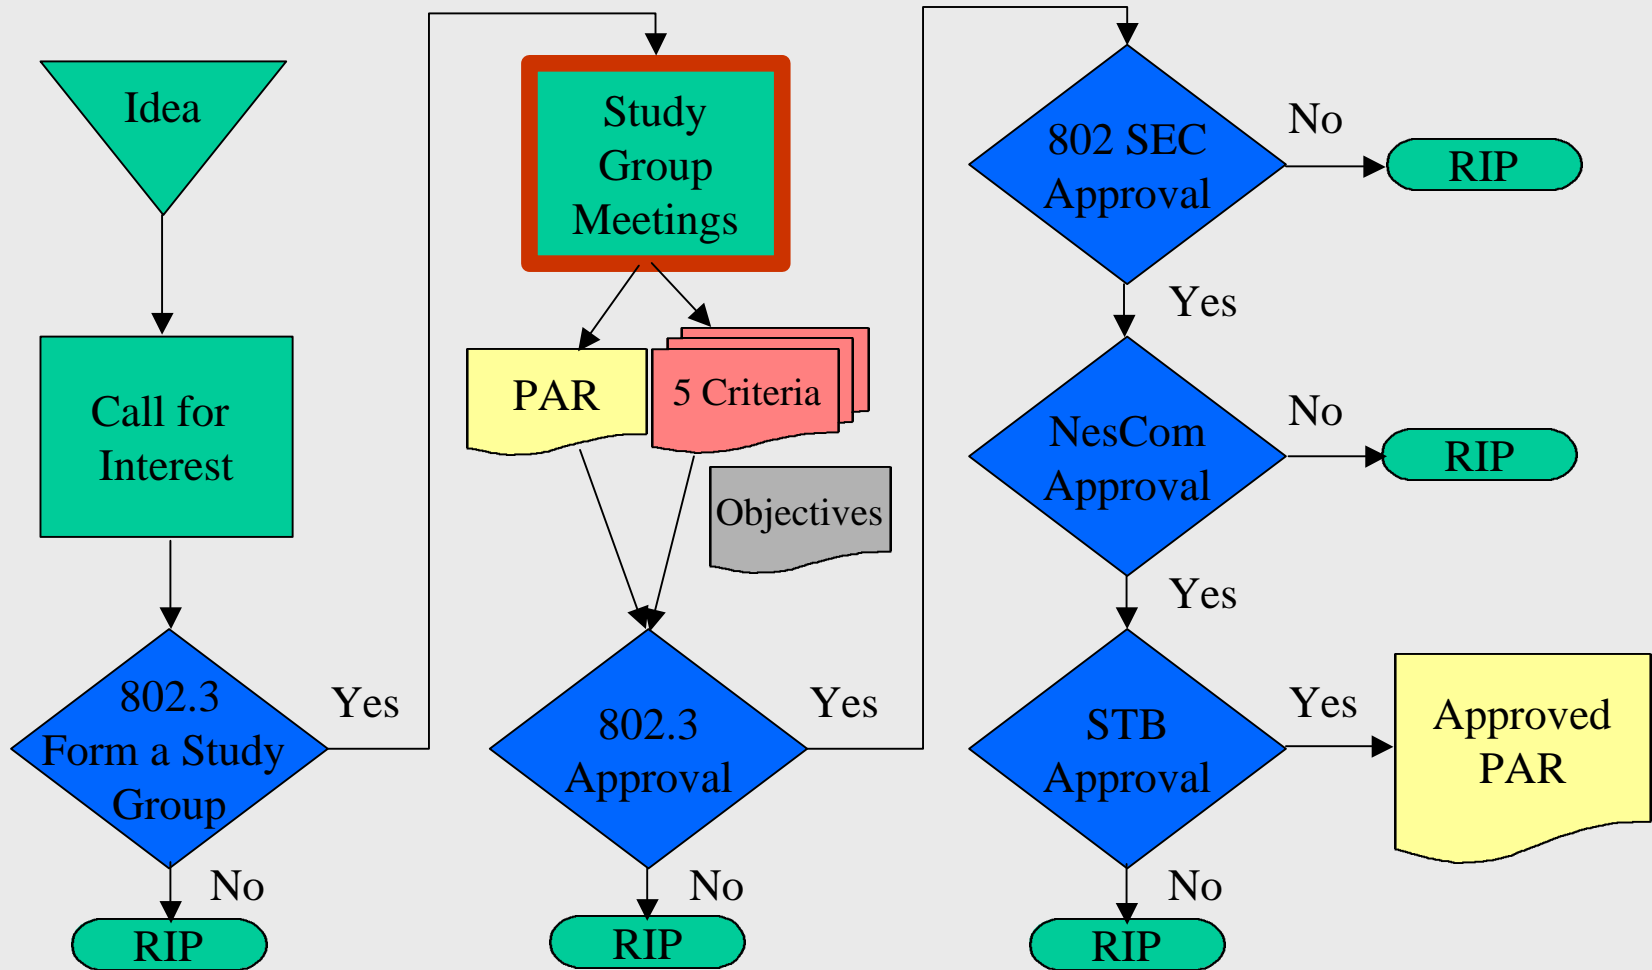 Idea
Call for
Interest
802.3
Form a Study
Group
Yes
No
RIP
Study
Group
Meetings
PAR
5 Criteria
Objectives
802.3
Approval
Yes
No
RIP
802 SEC
Approval
No
RIP
Yes
NesCom
Approval
No
RIP
Yes
STB
Approval
Yes
Approved
PAR
No
RIP